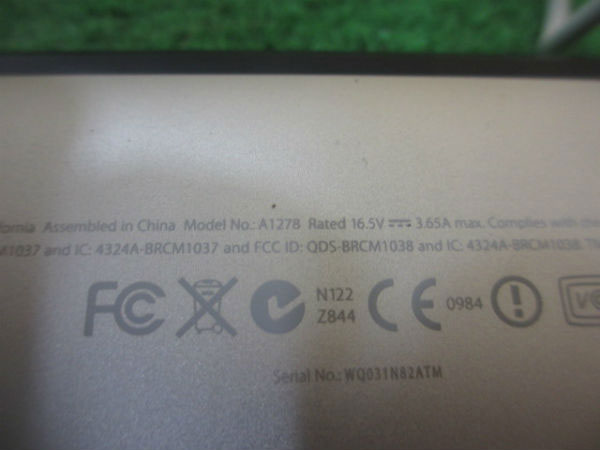 fornia Assembled in China Model No.: A1278 Rated 16.5V 3.65A max. Complies with the
M1037 and IC: 4324A-BRCM1037 and FCC ID: QDS-BRCM1038 and IC: 4324A-BRCM1038
FC N122 CE 0984
Z844
Serial No.: WQ031N82ATM